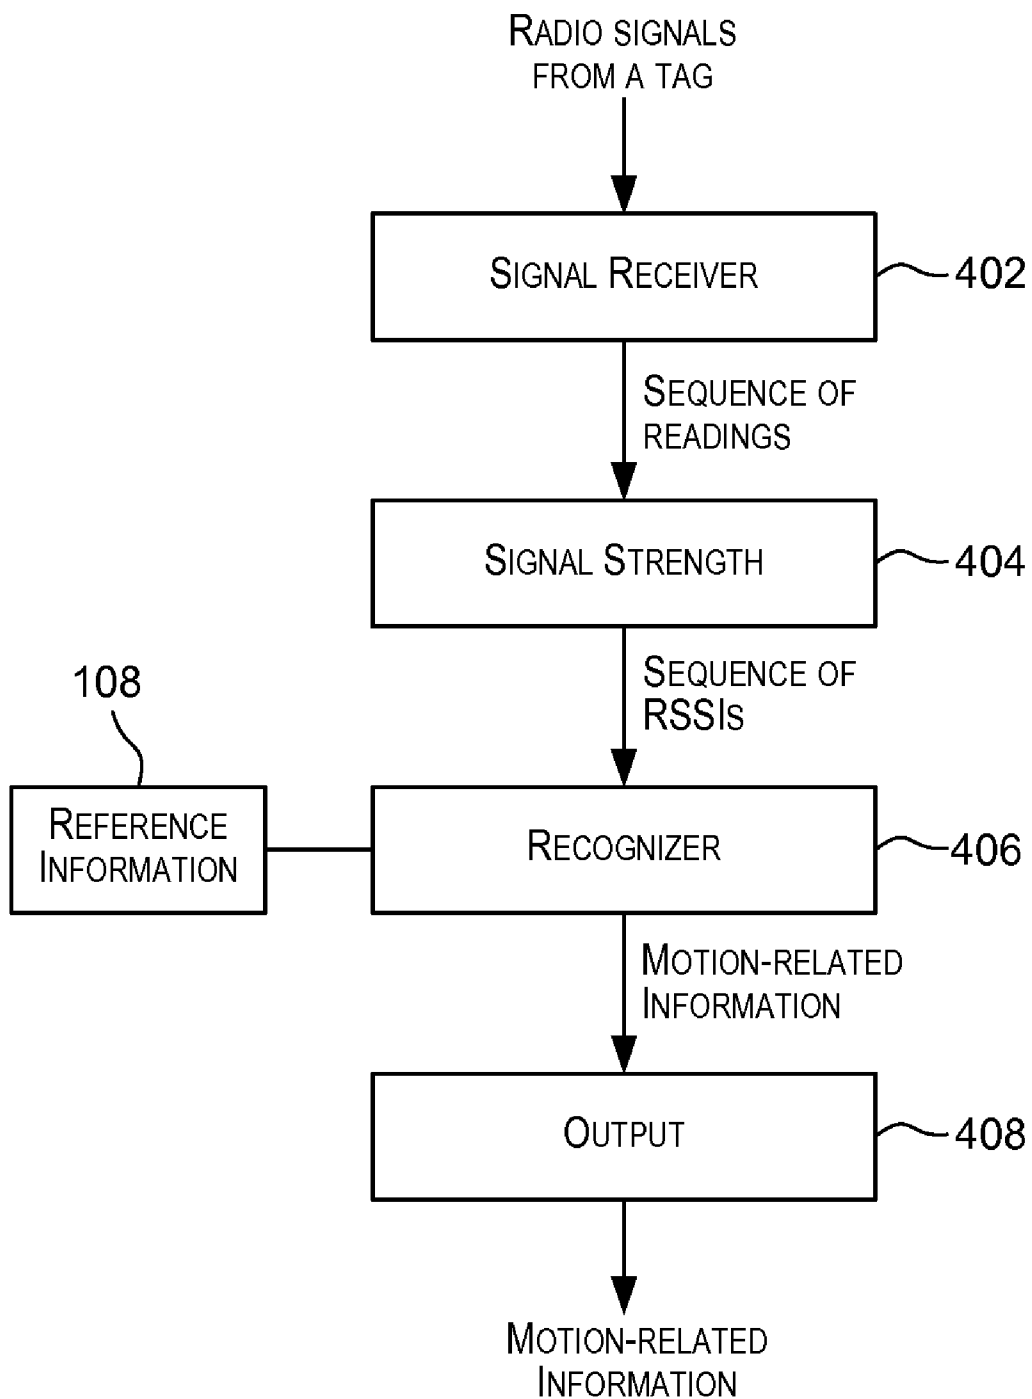 RADIO SIGNALS
FROM A TAG
SIGNAL RECEIVER
402
SEQUENCE OF
READINGS
SIGNAL STRENGTH
404
SEQUENCE OF
RSSIS
108
REFERENCE
INFORMATION
RECOGNIZER
406
MOTION-RELATED
INFORMATION
OUTPUT
408
MOTION-RELATED
INFORMATION